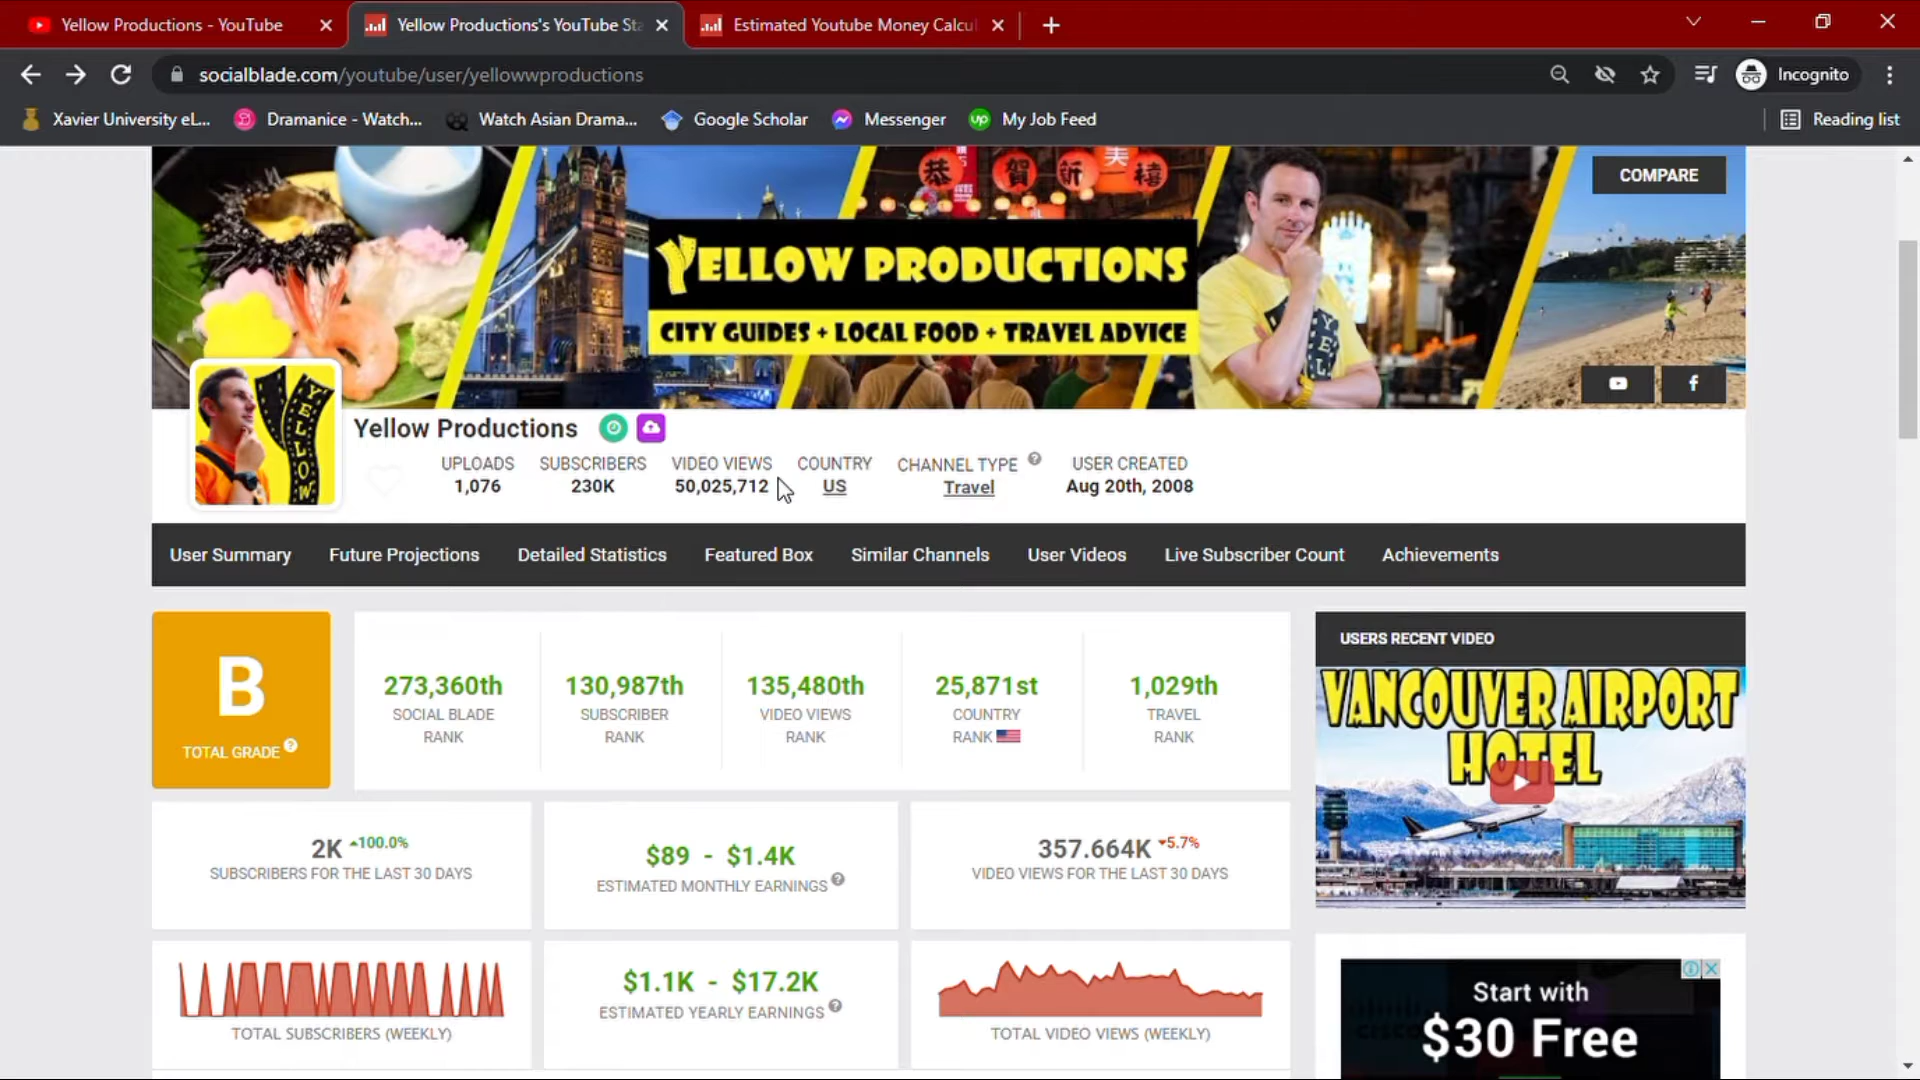 Yellow Productions - YouTube
Yellow Productions's YouTube Sta
Estimated Youtube Money Calcu
socialblade.com/youtube/user/yellowwproductions
Incognito
Xavier University eL...
Dramanice - Watch...
Watch Asian Drama...
Google Scholar
Messenger
My Job Feed
Reading list
恭賀新禧
美
COMPARE
YELLOW PRODUCTIONS
CITY GUIDES + LOCAL FOOD + TRAVEL ADVICE
YELLOW
Yellow Productions
UPLOADS
1,076
SUBSCRIBERS
230K
VIDEO VIEWS
50,025,712
COUNTRY
US
CHANNEL TYPE
Travel
USER CREATED
Aug 20th, 2008
User Summary
Future Projections
Detailed Statistics
Featured Box
Similar Channels
User Videos
Live Subscriber Count
Achievements
B
TOTAL GRADE
273,360th
SOCIAL BLADE
RANK
130,987th
SUBSCRIBER
RANK
135,480th
VIDEO VIEWS
RANK
25,871st
COUNTRY
RANK
1,029th
TRAVEL
RANK
USERS RECENT VIDEO
VANCOUVER AIRPORT
HOTEL
2K 100.0%
SUBSCRIBERS FOR THE LAST 30 DAYS
$89 - $1.4K
ESTIMATED MONTHLY EARNINGS
357.664K 5.7%
VIDEO VIEWS FOR THE LAST 30 DAYS
TOTAL SUBSCRIBERS (WEEKLY)
$1.1K - $17.2K
ESTIMATED YEARLY EARNINGS
TOTAL VIDEO VIEWS (WEEKLY)
Start with
$30 Free